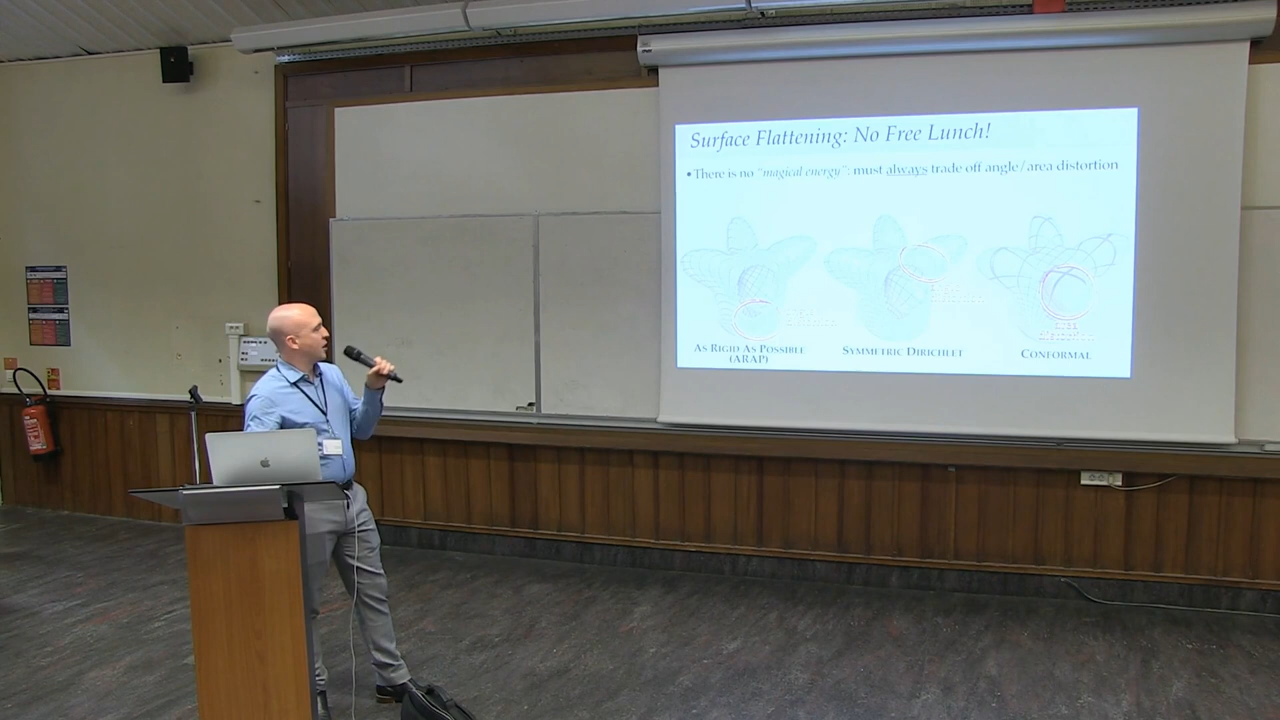 Surface Flattening: No Free Lunch!
•There is no "magical energy": must always trade off angle/area distortion
AS RIGID AS POSSIBLE
(ARAP)
SYMMETRIC DIRICHLET
CONFORMAL